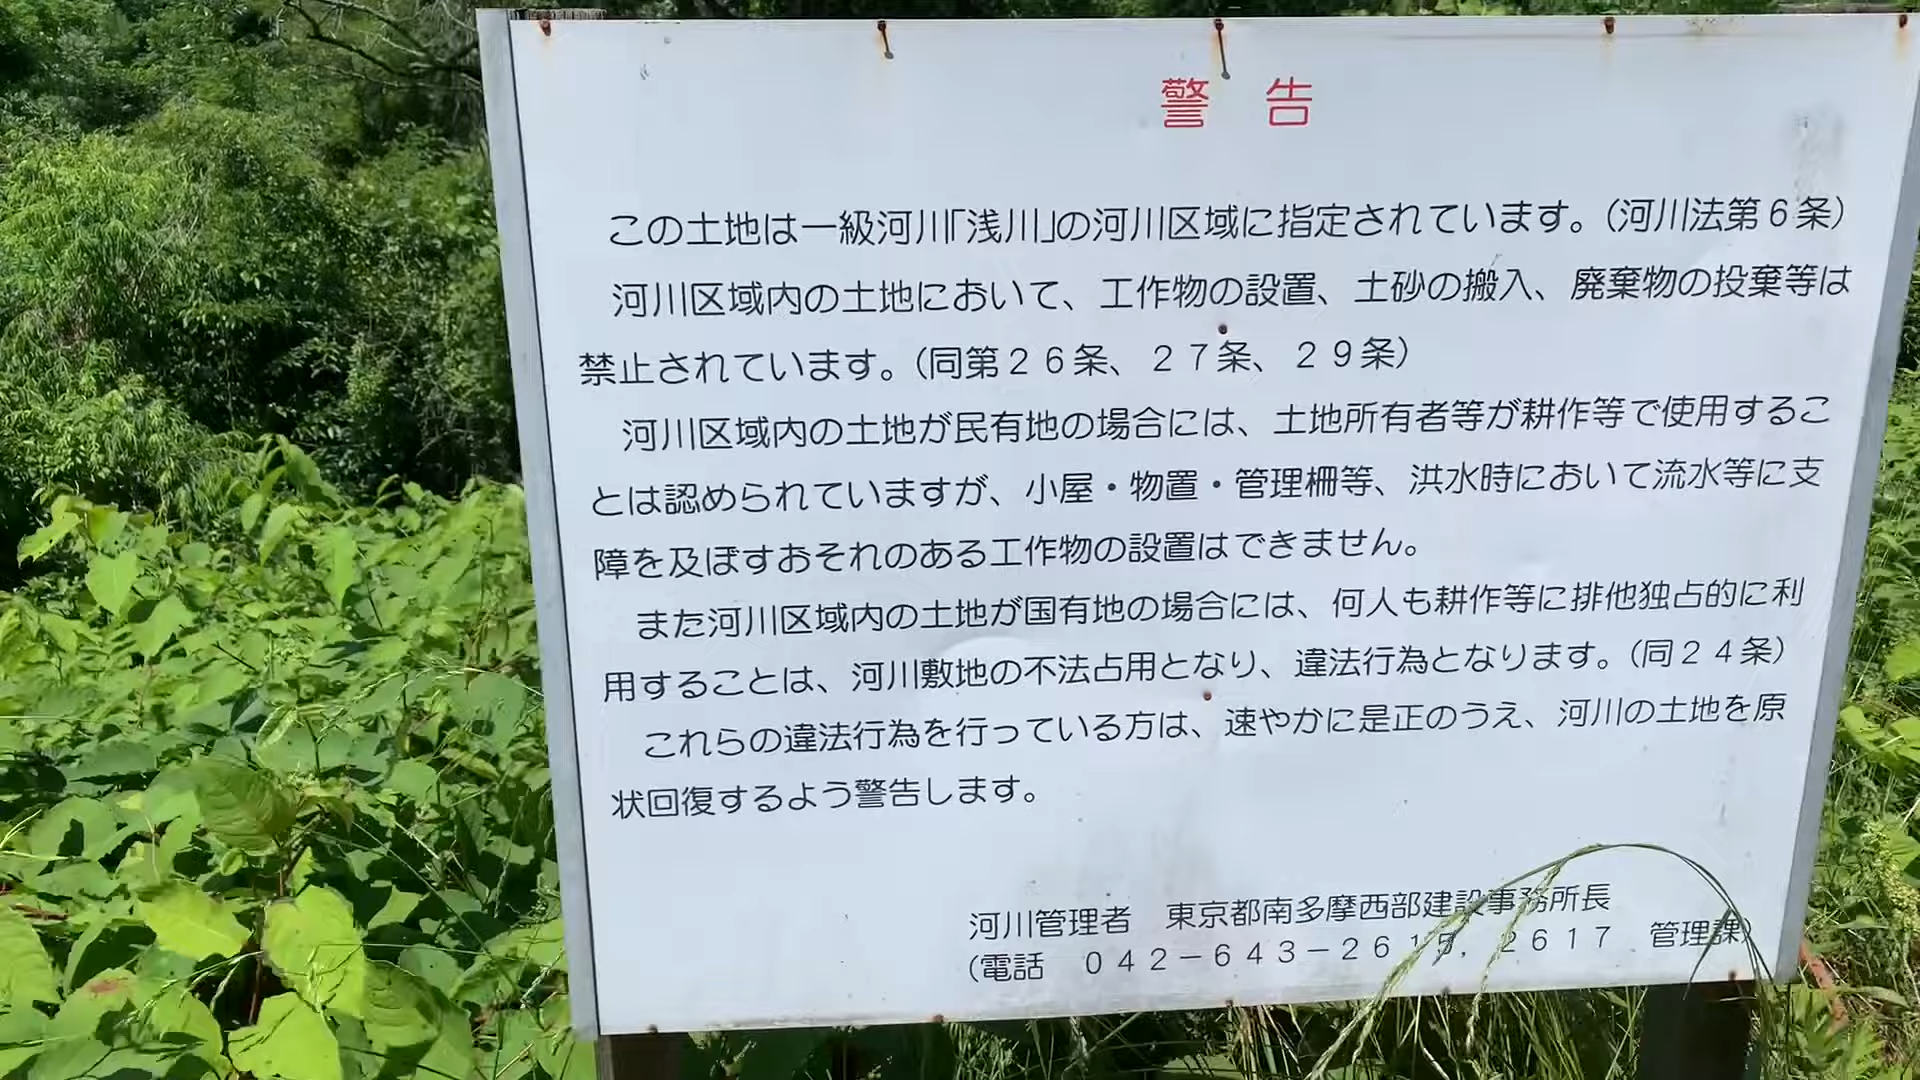 警 告
この土地は一級河川「浅川」の河川区域に指定されています。（河川法第６条）
河川区域内の土地において、工作物の設置、土砂の搬入、廃棄物の投棄等は
禁止されています。（同第２６条、２７条、２９条）
河川区域内の土地が民有地の場合には、土地所有者等が耕作等で使用するこ
とは認められていますが、小屋・物置・管理柵等、洪水時において流水等に支
障を及ぼすおそれのある工作物の設置はできません。
また河川区域内の土地が国有地の場合には、何人も耕作等に排他独占的に利
用することは、河川敷地の不法占用となり、違法行為となります。（同２４条）
これらの違法行為を行っている方は、速やかに是正のうえ、河川の土地を原
状回復するよう警告します。
河川管理者　東京都南多摩西部建設事務所長
（電話　０４２－６４３－２６１５，２６１７　管理課）